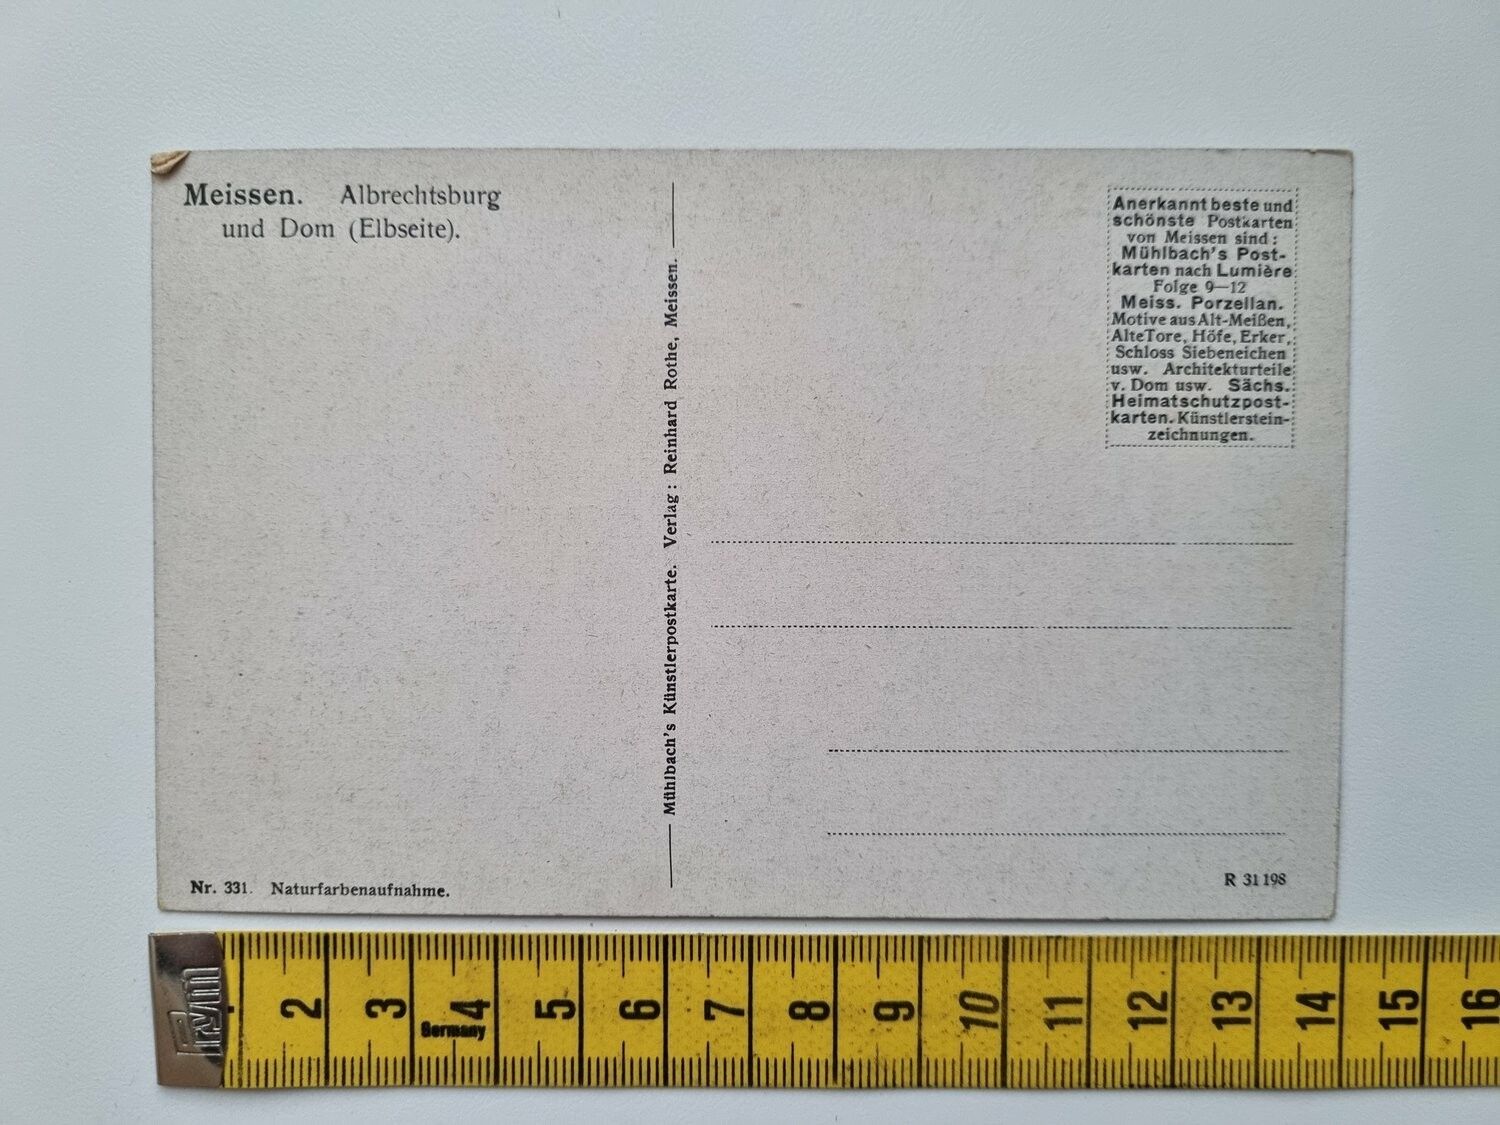 Meissen. Albrechtsburg
und Dom (Elbseite).
Mühlbach's Künstlerpostkarte. Verlag: Reinhard Rothe, Meissen.
Anerkannt beste und
schönste Postkarten
von Meissen sind:
Mühlbach's Post-
karten nach Lumière
Folge 9—12
Meiss. Porzellan.
Motive aus Alt-Meißen,
Alte Tore, Höfe, Erker,
Schloss Siebeneichen
usw. Architekturteile
v. Dom usw. Sächs.
Heimatschutzpost-
karten. Künstlerstein-
zeichnungen.
Nr. 331. Naturfarbenaufnahme.
R 31198
Prym
2 3 4 5 6 7 8 9 10 11 12 13 14 15 16
Germany